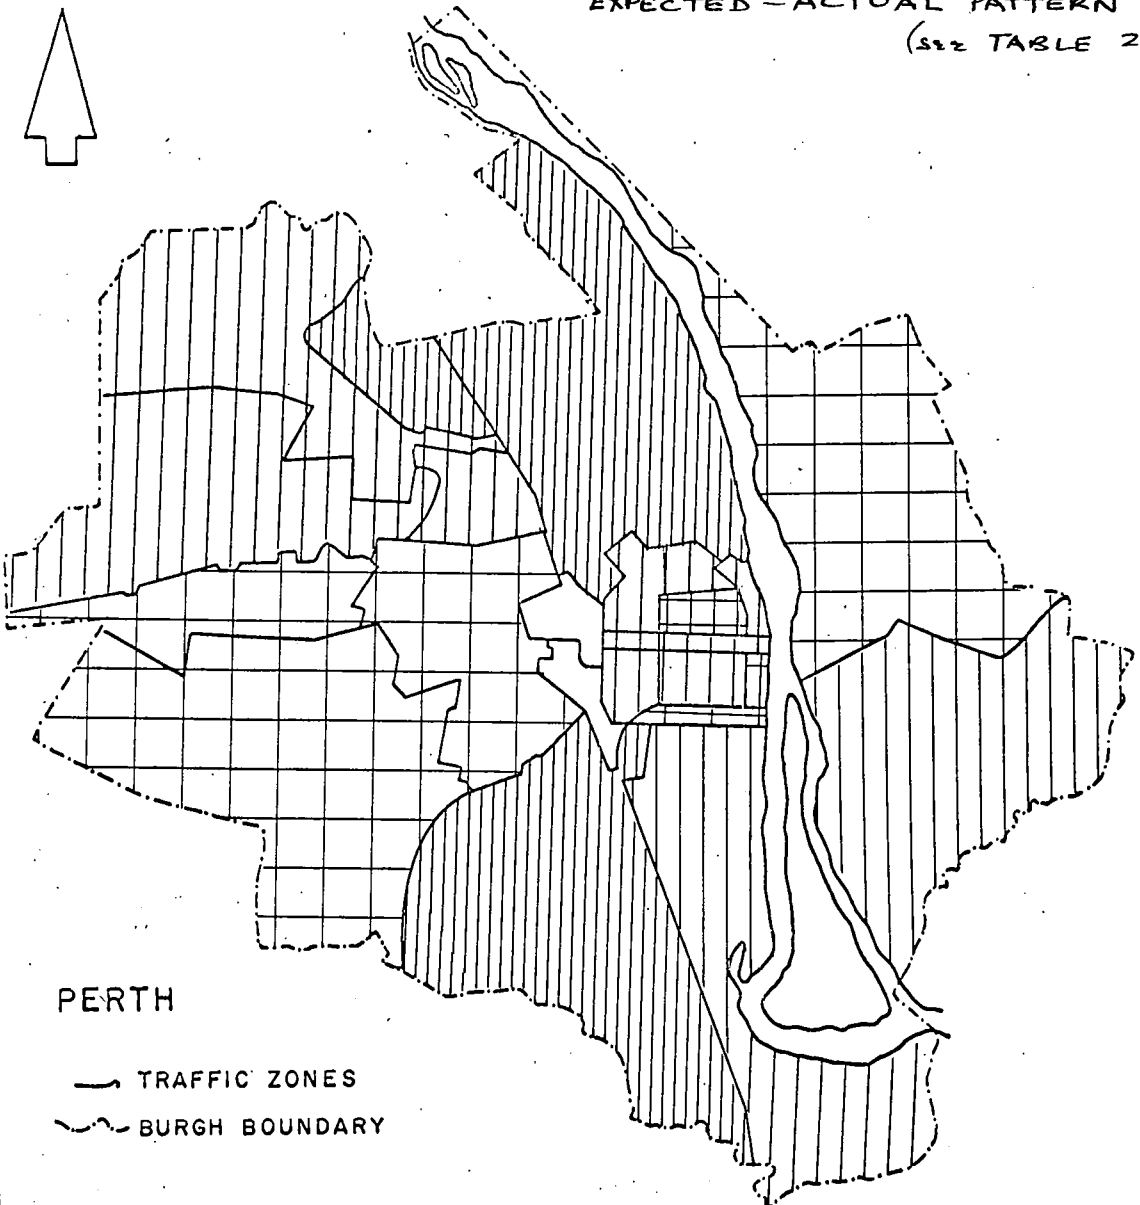 EXPECTED – ACTUAL PATTERN
(see TABLE 2
PERTH
TRAFFIC ZONES
BURGH BOUNDARY